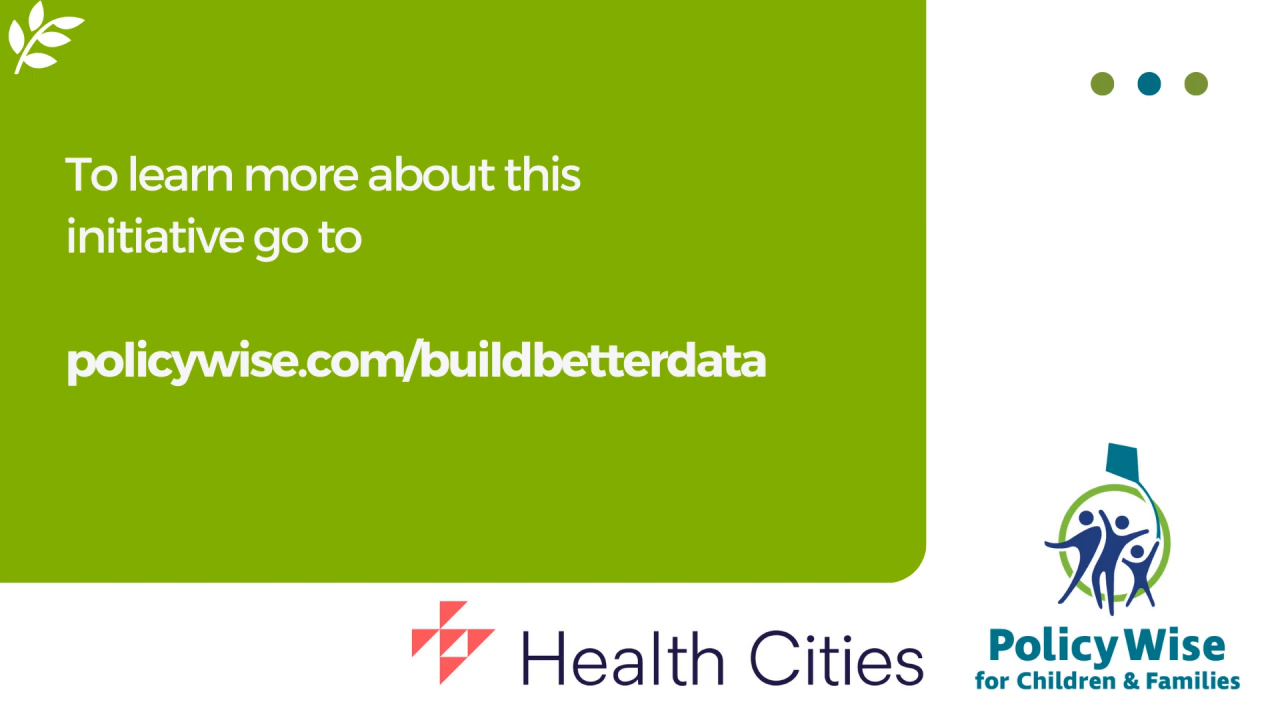 To learn more about this
initiative go to
policywise.com/buildbetterdata
Health Cities
PolicyWise
for Children & Families